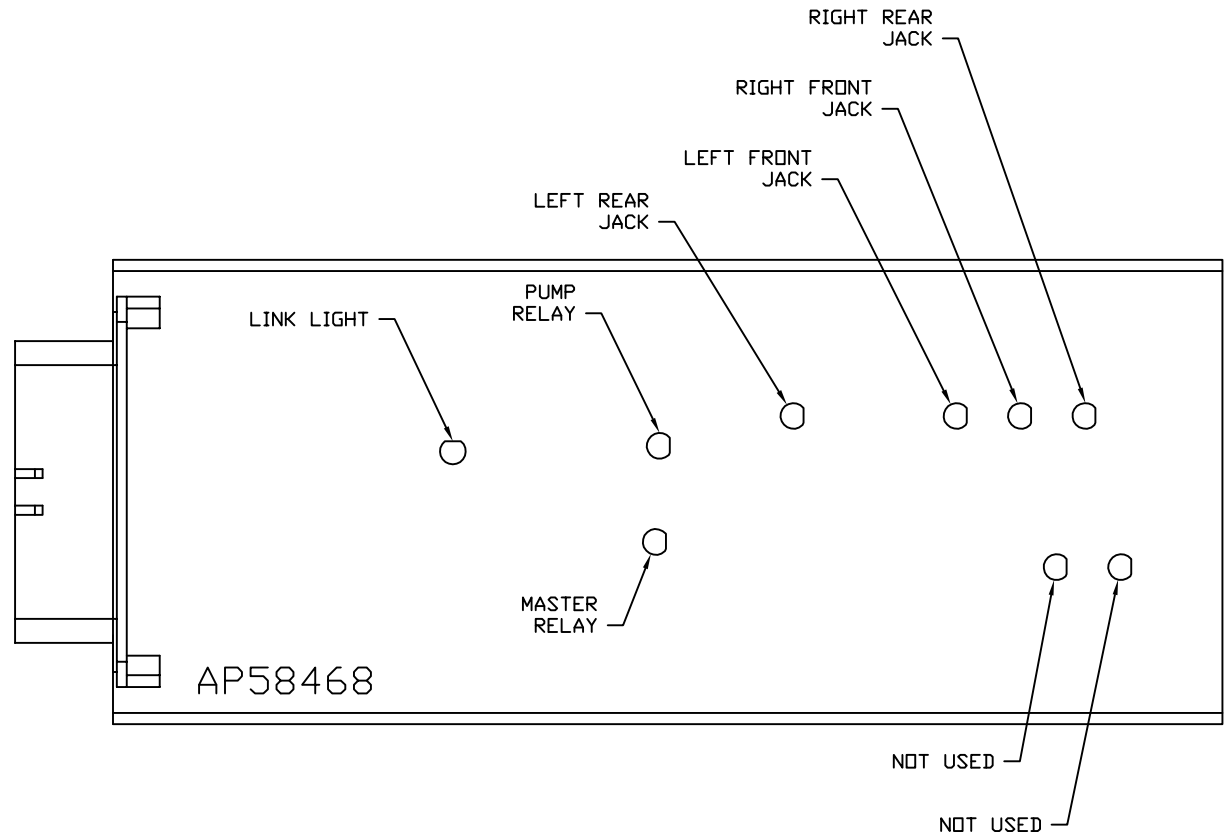 RIGHT REAR
JACK
RIGHT FRONT
JACK
LEFT FRONT
JACK
LEFT REAR
JACK
PUMP
RELAY
LINK LIGHT
MASTER
RELAY
AP58468
NOT USED
NOT USED